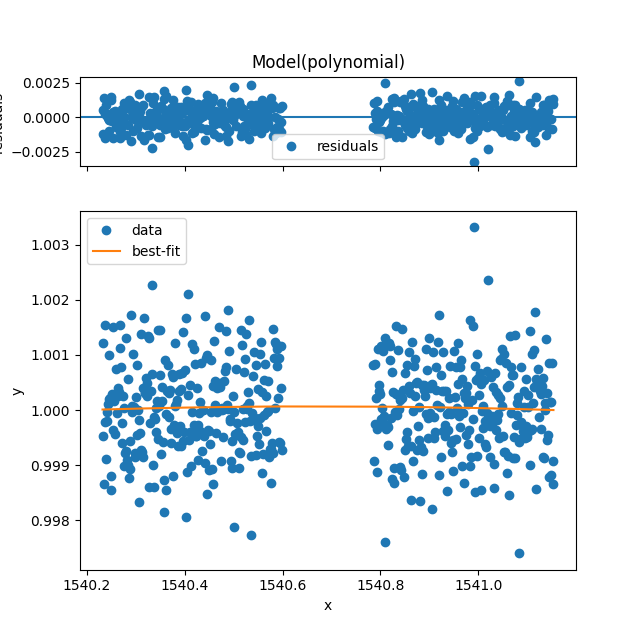 Model(polynomial)
0.0025
0.0000
−0.0025
residuals
residuals
data
best-fit
1.003
1.002
1.001
1.000
0.999
0.998
y
1540.2 1540.4 1540.6 1540.8 1541.0
x